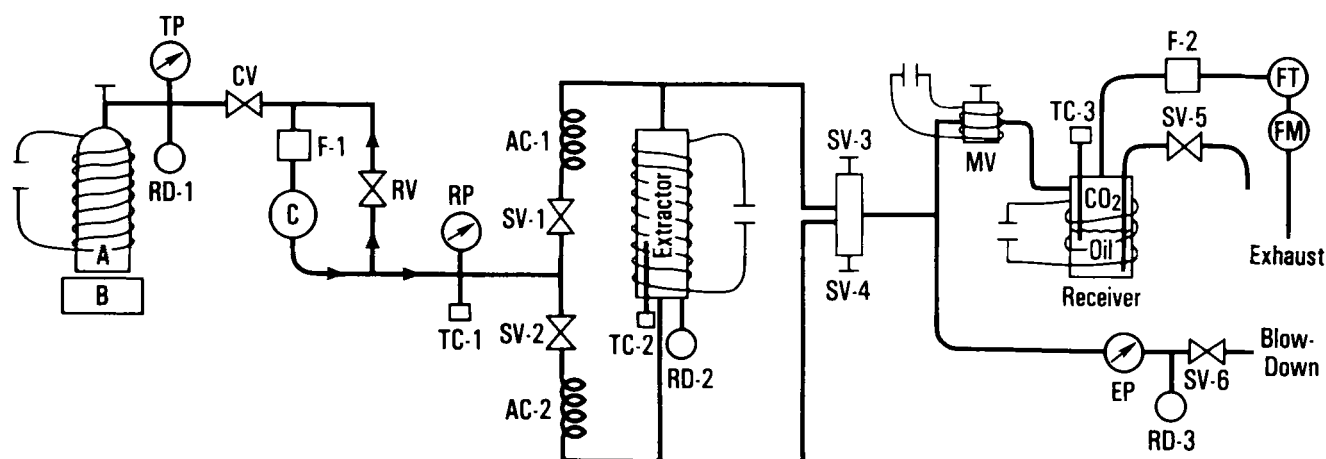 TP
CV
F-1
RD-1
A
B
C
RV
RP
TC-1
AC-1
SV-1
SV-2
AC-2
Extractor
TC-2
RD-2
SV-3
SV-4
MV
TC-3
F-2
FT
FM
SV-5
CO₂
Oil
Receiver
Exhaust
EP
SV-6
RD-3
Blow-
Down